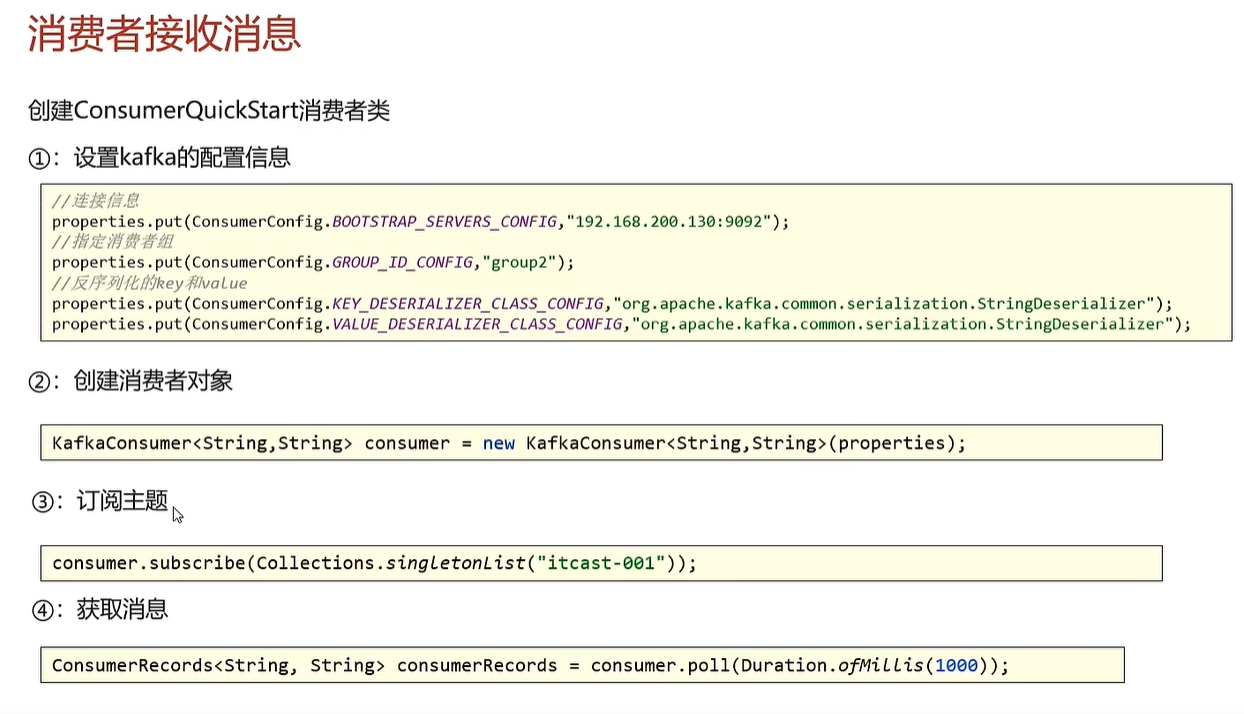 消费者接收消息
创建ConsumerQuickStart消费者类
①：设置kafka的配置信息
//连接信息
properties.put(ConsumerConfig.BOOTSTRAP_SERVERS_CONFIG,"192.168.200.130:9092");
//指定消费者组
properties.put(ConsumerConfig.GROUP_ID_CONFIG,"group2");
//反序列化的key和value
properties.put(ConsumerConfig.KEY_DESERIALIZER_CLASS_CONFIG,"org.apache.kafka.common.serialization.StringDeserializer");
properties.put(ConsumerConfig.VALUE_DESERIALIZER_CLASS_CONFIG,"org.apache.kafka.common.serialization.StringDeserializer");
②：创建消费者对象
KafkaConsumer<String,String> consumer = new KafkaConsumer<String,String>(properties);
③：订阅主题
consumer.subscribe(Collections.singletonList("itcast-001"));
④：获取消息
ConsumerRecords<String, String> consumerRecords = consumer.poll(Duration.ofMillis(1000));